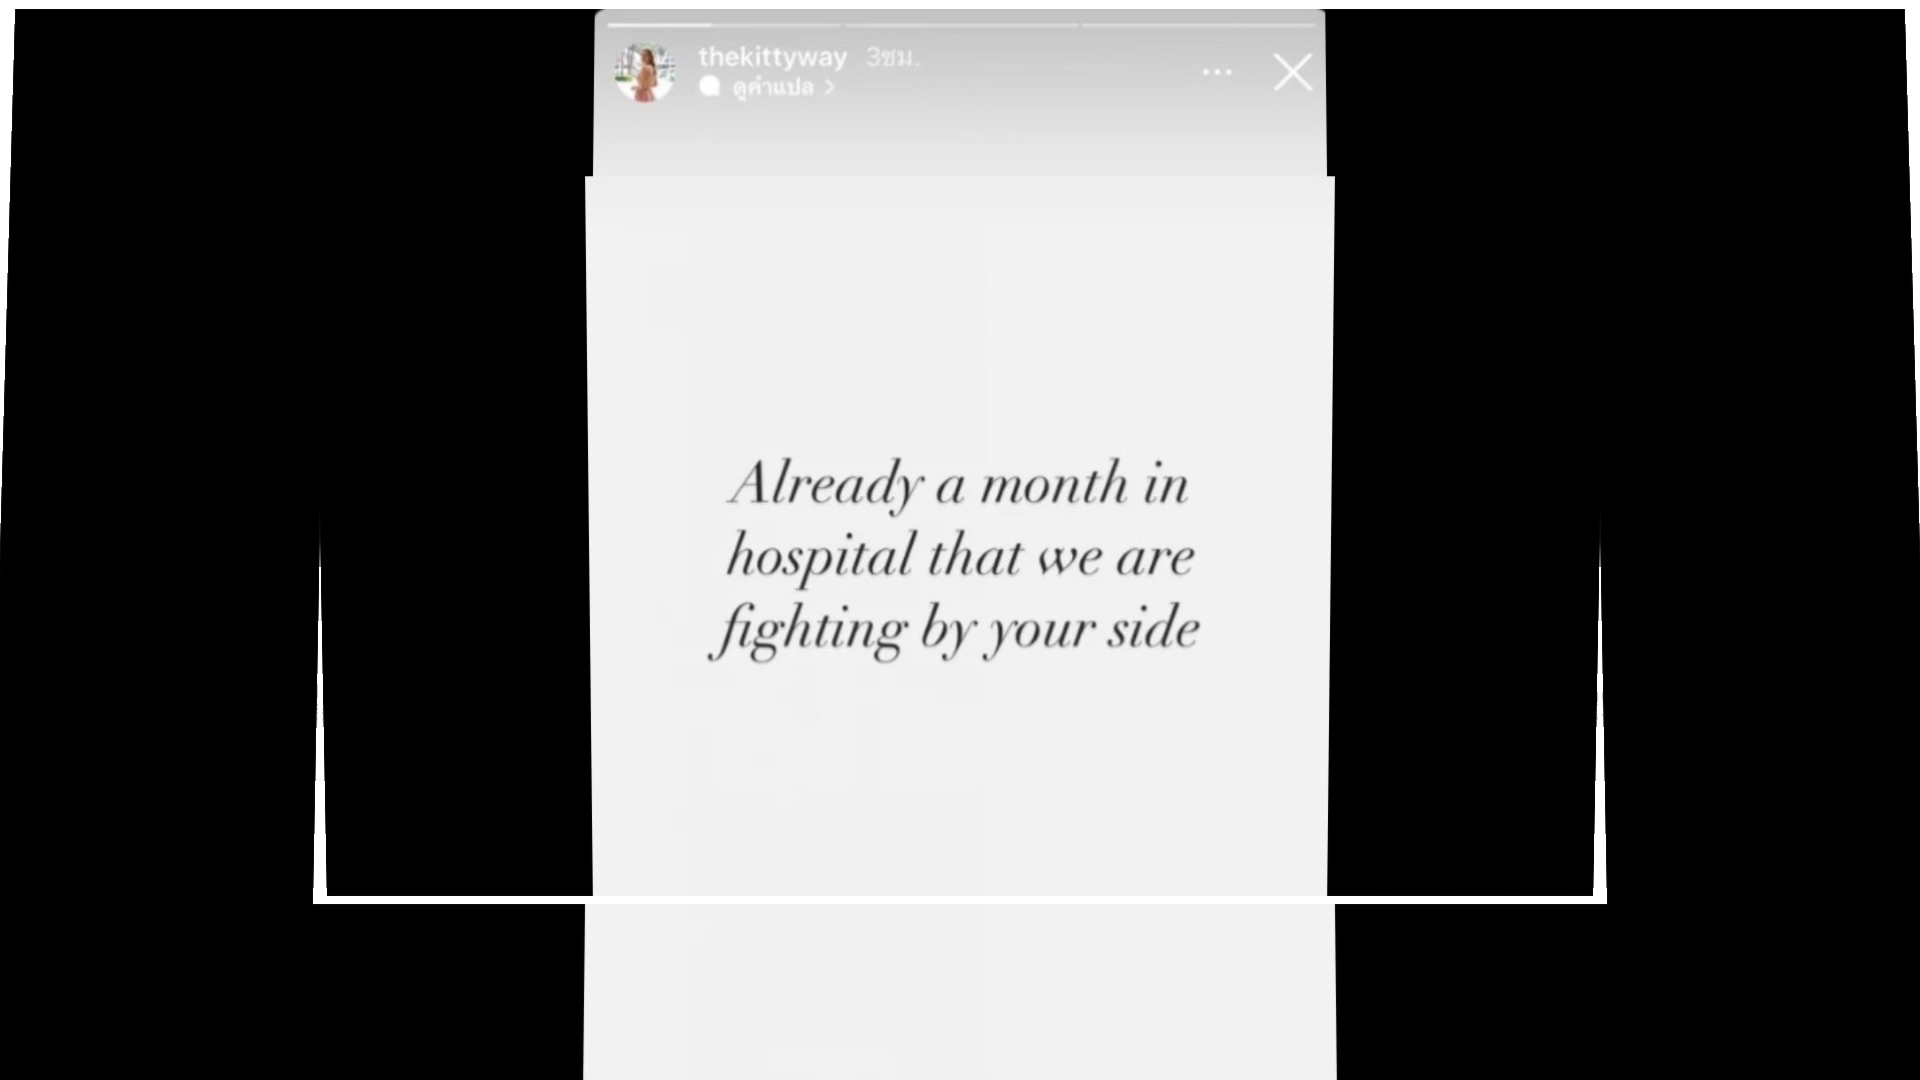 thekittyway 3ชม.
ดูคำแปล >
Already a month in
hospital that we are
fighting by your side